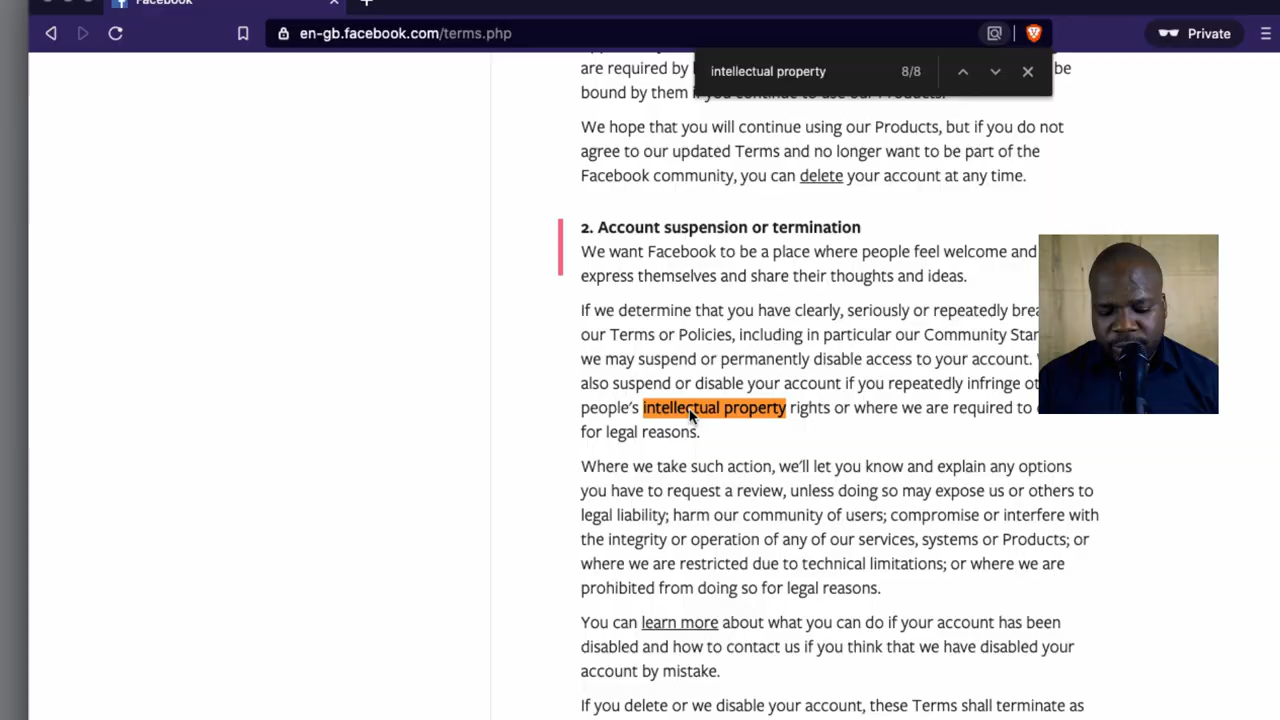 Facebook
en-gb.facebook.com/terms.php
Private
intellectual property 8/8
are required by
be
bound by them if you continue to use our Products.
We hope that you will continue using our Products, but if you do not
agree to our updated Terms and no longer want to be part of the
Facebook community, you can delete your account at any time.
2. Account suspension or termination
We want Facebook to be a place where people feel welcome and
express themselves and share their thoughts and ideas.
If we determine that you have clearly, seriously or repeatedly
our Terms or Policies, including in particular our Community
we may suspend or permanently disable access to your account.
also suspend or disable your account if you repeatedly infringe
people's intellectual property rights or where we are required to
for legal reasons.
Where we take such action, we'll let you know and explain any options
you have to request a review, unless doing so may expose us or others to
legal liability; harm our community of users; compromise or interfere with
the integrity or operation of any of our services, systems or Products; or
where we are restricted due to technical limitations; or where we are
prohibited from doing so for legal reasons.
You can learn more about what you can do if your account has been
disabled and how to contact us if you think that we have disabled your
account by mistake.
If you delete or we disable your account, these Terms shall terminate as